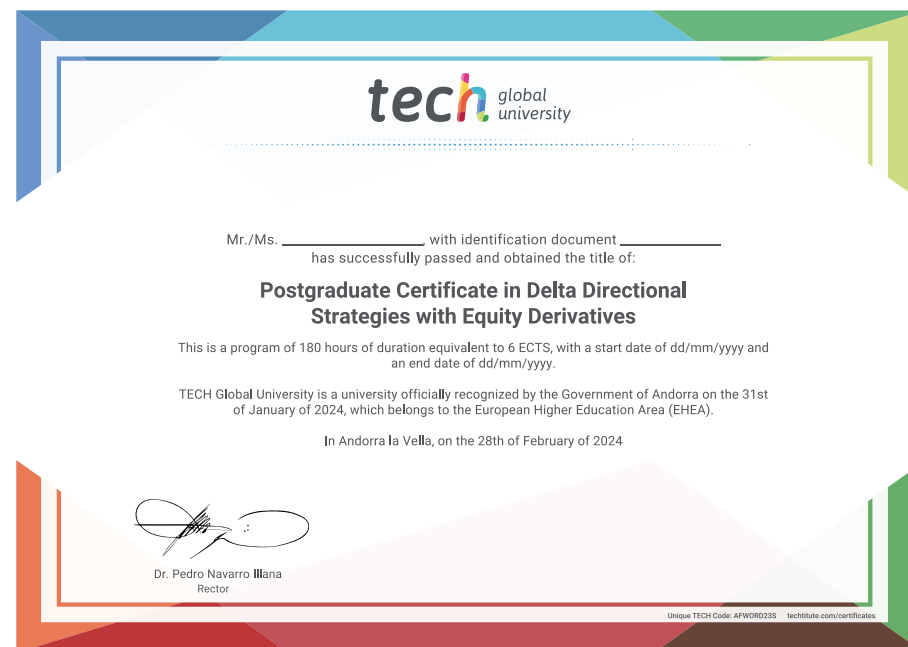 tech global university
Mr./Ms. ____________, with identification document ____________
has successfully passed and obtained the title of:
Postgraduate Certificate in Delta Directional
Strategies with Equity Derivatives
This is a program of 180 hours of duration equivalent to 6 ECTS, with a start date of dd/mm/yyyy and
an end date of dd/mm/yyyy.
TECH Global University is a university officially recognized by the Government of Andorra on the 31st
of January of 2024, which belongs to the European Higher Education Area (EHEA).
In Andorra la Vella, on the 28th of February of 2024
Dr. Pedro Navarro Illana
Rector
Unique TECH Code: AFWORD23S techtitute.com/certificates